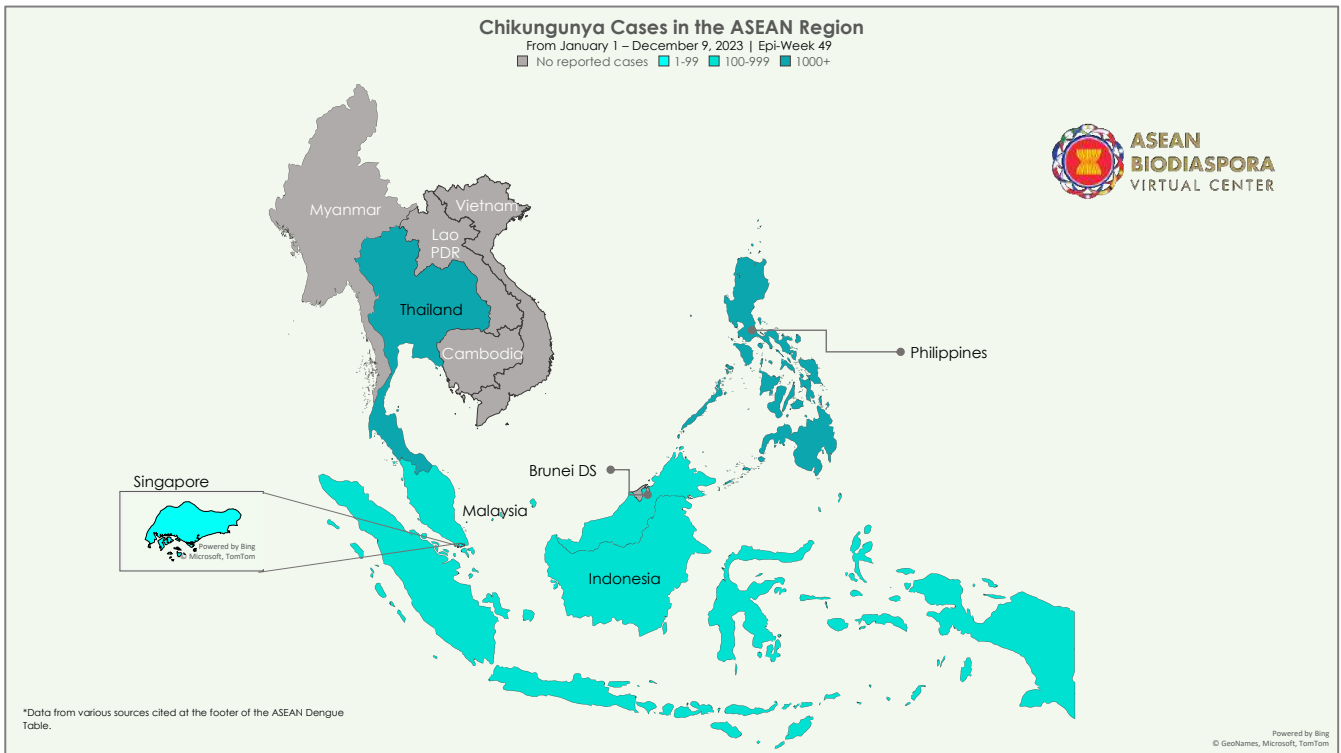 Chikungunya Cases in the ASEAN Region
From January 1 – December 9, 2023 | Epi-Week 49
No reported cases 1-99 100-999 1000+
ASEAN
BIODIASPORA
VIRTUAL CENTER
Myanmar
Vietnam
Lao
PDR
Thailand
Cambodia
Philippines
Brunei DS
Singapore
Malaysia
Powered by Bing
© Microsoft, TomTom
Indonesia
*Data from various sources cited at the footer of the ASEAN Dengue
Table.
Powered by Bing
© GeoNames, Microsoft, TomTom